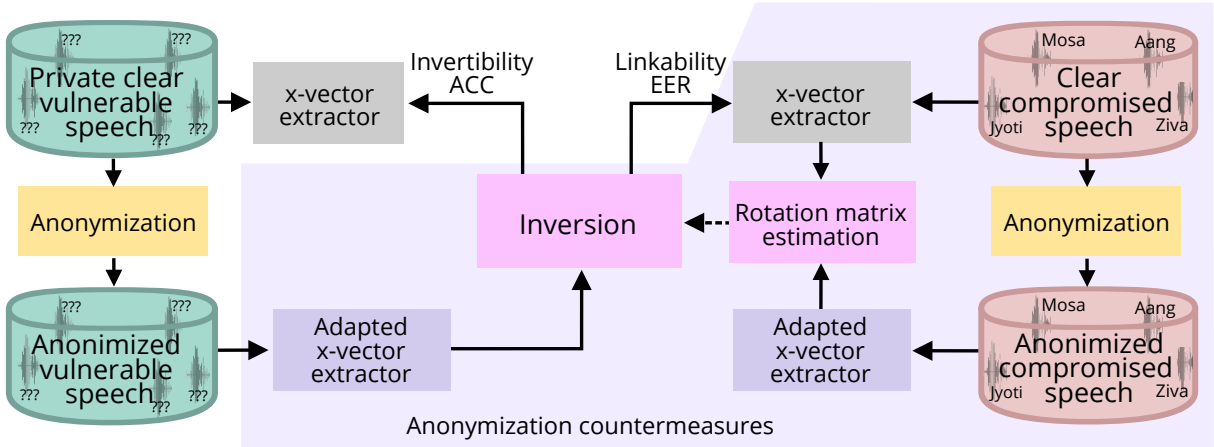 ???
???
Private clear
vulnerable
speech
???
???
???
x-vector
extractor
Invertibility
ACC
Linkability
EER
x-vector
extractor
Mosa
Aang
Clear
compromised
speech
Jyoti
Ziva
Anonymization
Inversion
Rotation matrix
estimation
Anonymization
???
???
Anonimized
vulnerable
speech
???
???
???
Adapted
x-vector
extractor
Adapted
x-vector
extractor
Mosa
Aang
Anonimized
compromised
speech
Jyoti
Ziva
Anonymization countermeasures